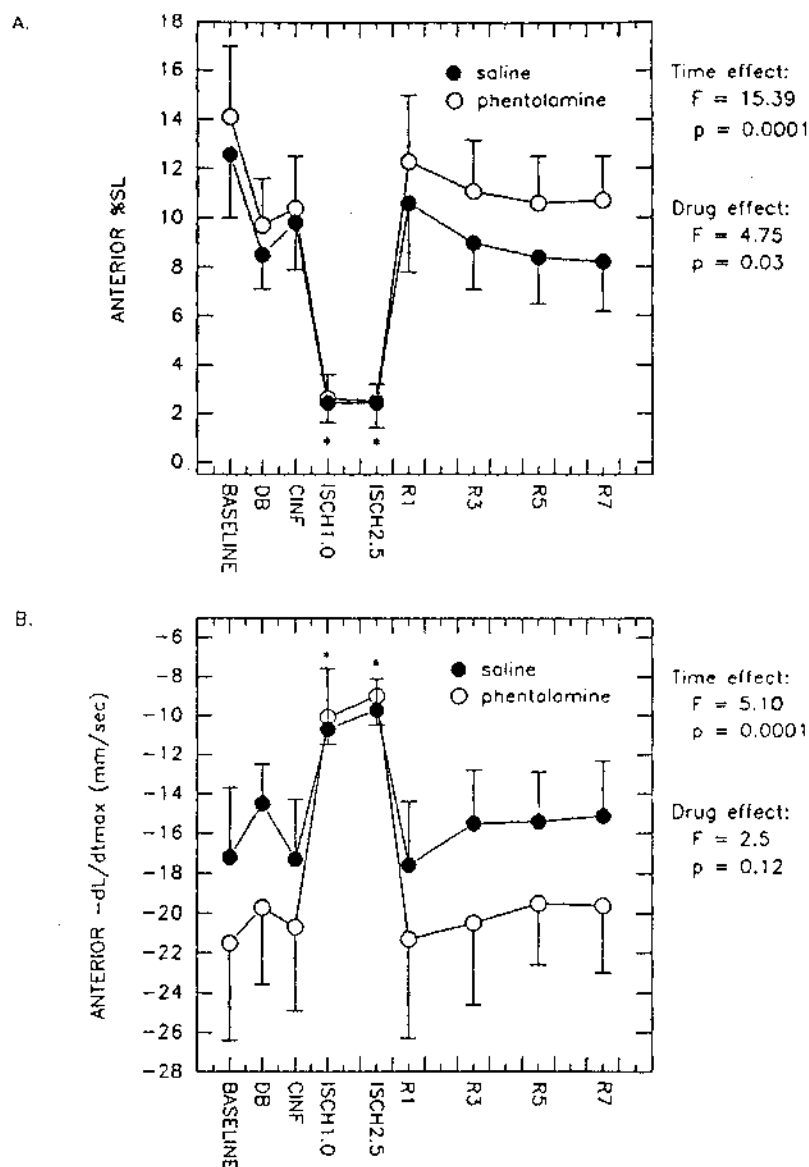 A.
18
16
14
12
10
8
6
4
2
0
ANTERIOR %SL
saline
phentolamine
Time effect:
F = 15.39
p = 0.0001
Drug effect:
F = 4.75
p = 0.03
* *
BASELINE
DB
CINF
ISCH1.0
ISCH2.5
R1
R3
R5
R7
B.
-6
-8
-10
-12
-14
-16
-18
-20
-22
-24
-26
-28
ANTERIOR --dL/dtmax (mm/sec)
* *
saline
phentolamine
Time effect:
F = 5.10
p = 0.0001
Drug effect:
F = 2.5
p = 0.12
BASELINE
DB
CINF
ISCH1.0
ISCH2.5
R1
R3
R5
R7